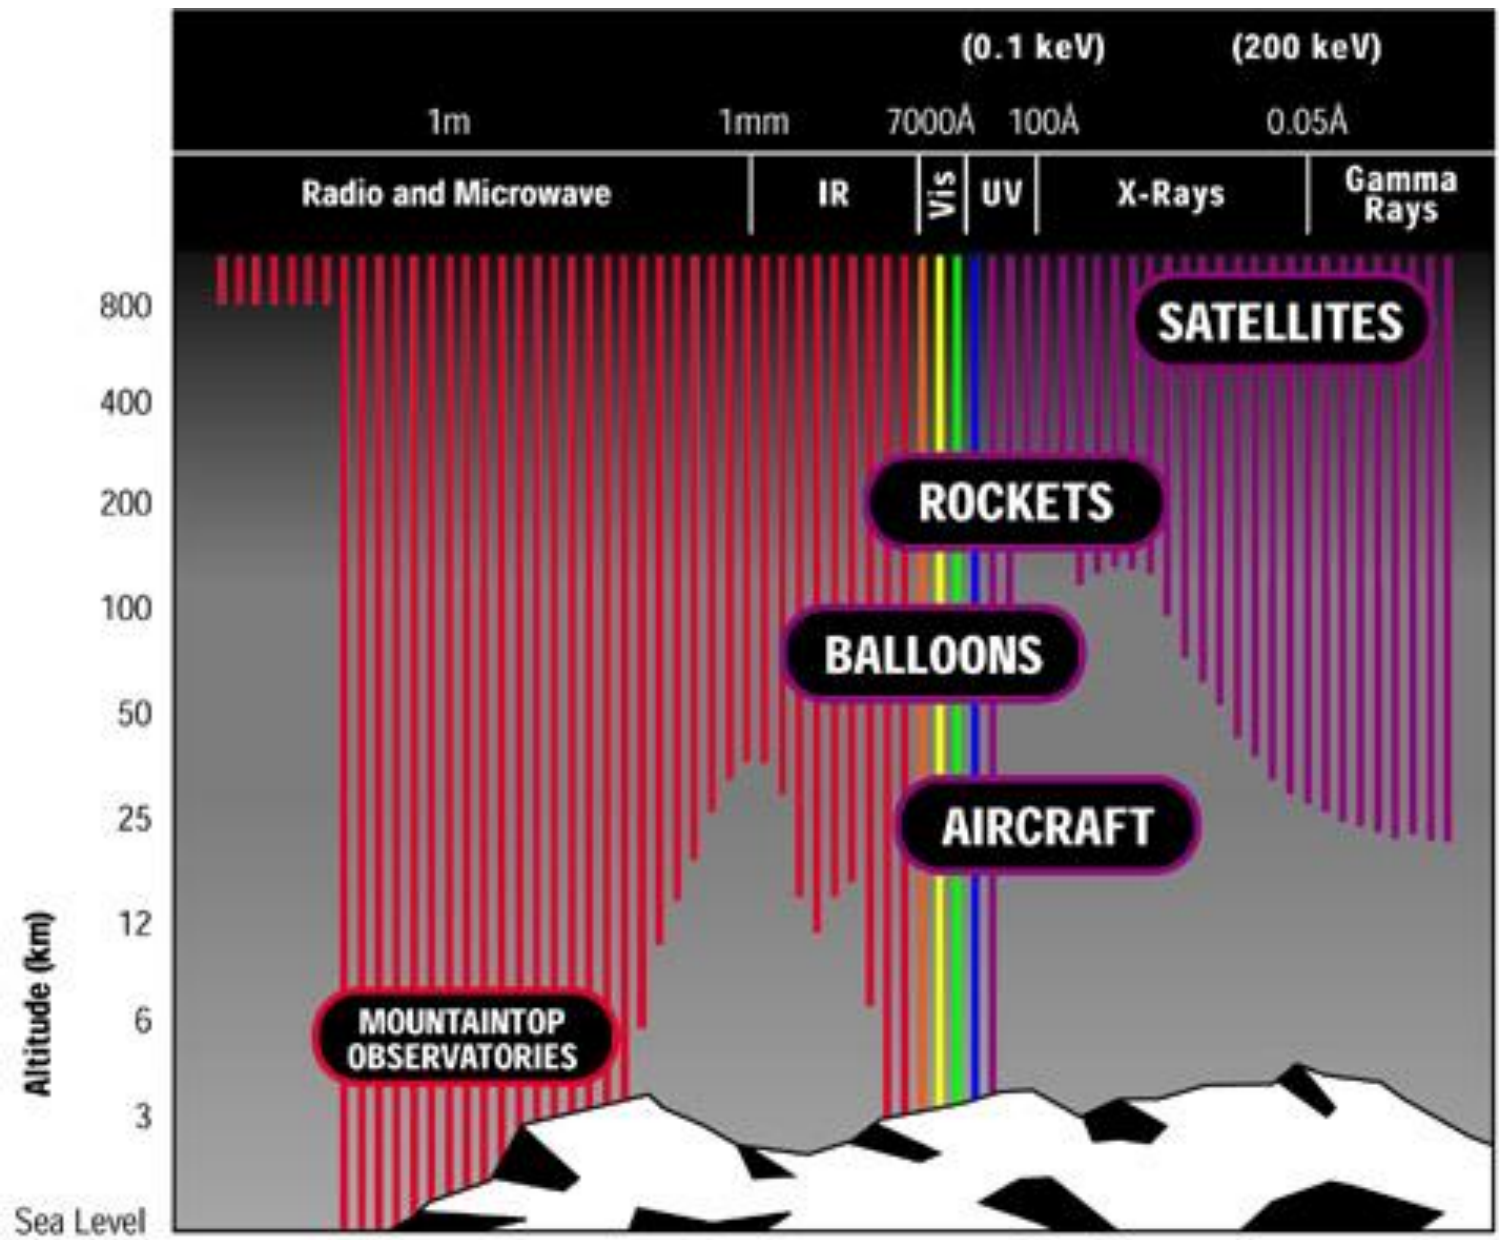 (0.1 keV) (200 keV)
1m 1mm 7000Å 100Å 0.05Å
Radio and Microwave IR Vis UV X-Rays Gamma Rays
800
SATELLITES
400
200
ROCKETS
100
BALLOONS
50
25
AIRCRAFT
12
Altitude (km)
6
MOUNTAINTOP
OBSERVATORIES
3
Sea Level